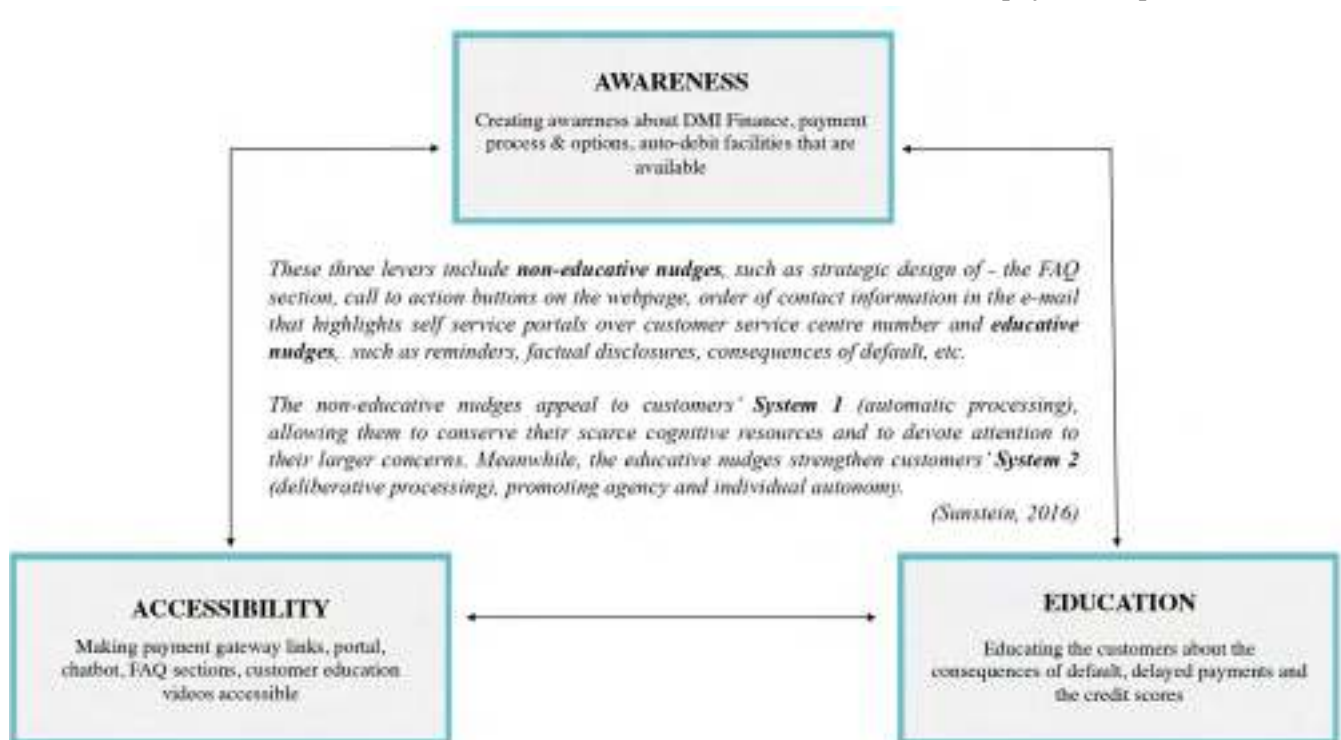 AWARENESS
Creating awareness about DMI Finance, payment
process & options, auto-debit facilities that are
available
These three levers include non-educative nudges, such as strategic design of - the FAQ
section, call to action buttons on the webpage, order of contact information in the e-mail
that highlights self service portals over customer service centre number and educative
nudges, such as reminders, factual disclosures, consequences of default, etc.
The non-educative nudges appeal to customers' System 1 (automatic processing),
allowing them to conserve their scarce cognitive resources and to devote attention to
their larger concerns. Meanwhile, the educative nudges strengthen customers' System 2
(deliberative processing), promoting agency and individual autonomy.
(Sunstein, 2016)
ACCESSIBILITY
Making payment gateway links, portal,
chatbot, FAQ sections, customer education
videos accessible
EDUCATION
Educating the customers about the
consequences of default, delayed payments and
the credit scores